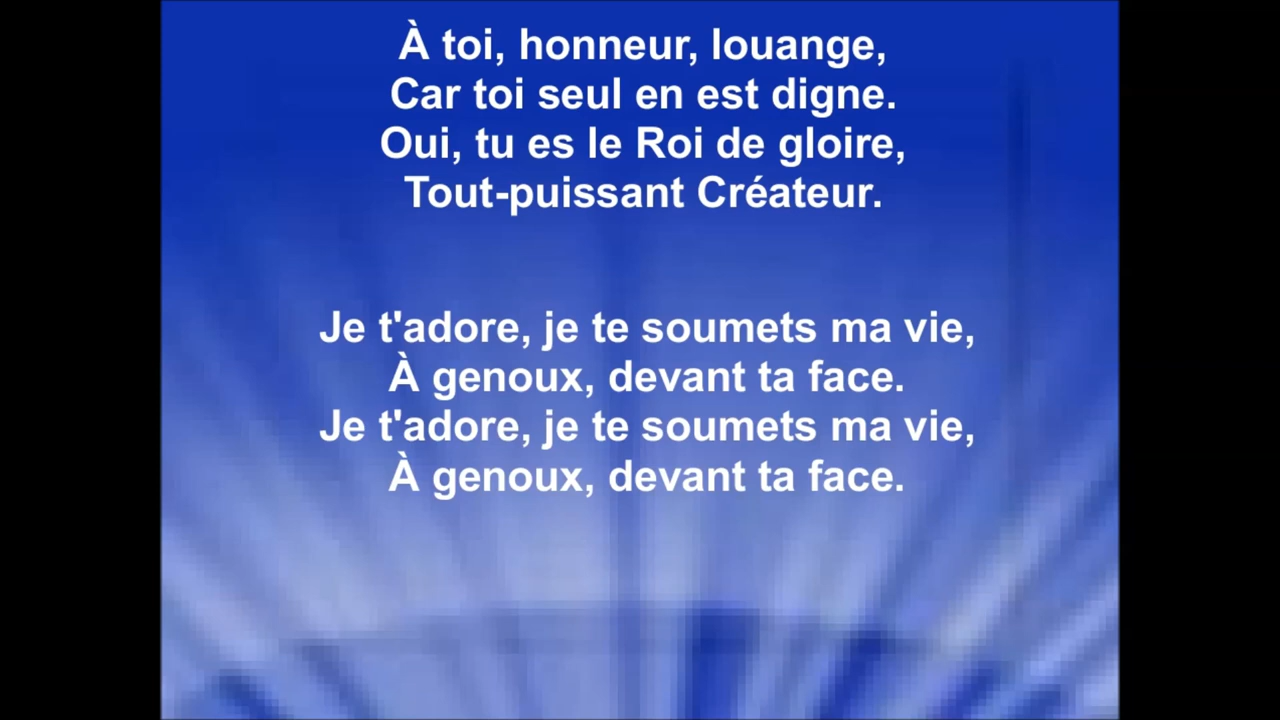 À toi, honneur, louange,
Car toi seul en est digne.
Oui, tu es le Roi de gloire,
Tout-puissant Créateur.
Je t'adore, je te soumets ma vie,
À genoux, devant ta face.
Je t'adore, je te soumets ma vie,
À genoux, devant ta face.